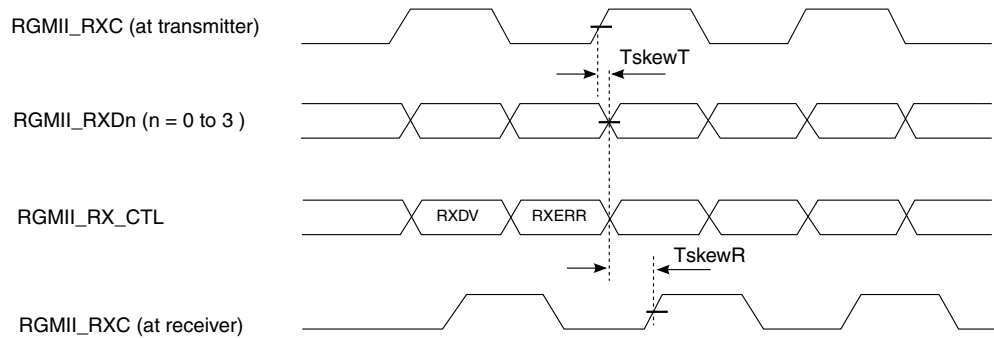 RGMII_RXC (at transmitter)
TskewT
RGMII_RXDn (n = 0 to 3 )
RGMII_RX_CTL
RXDV
RXERR
TskewR
RGMII_RXC (at receiver)